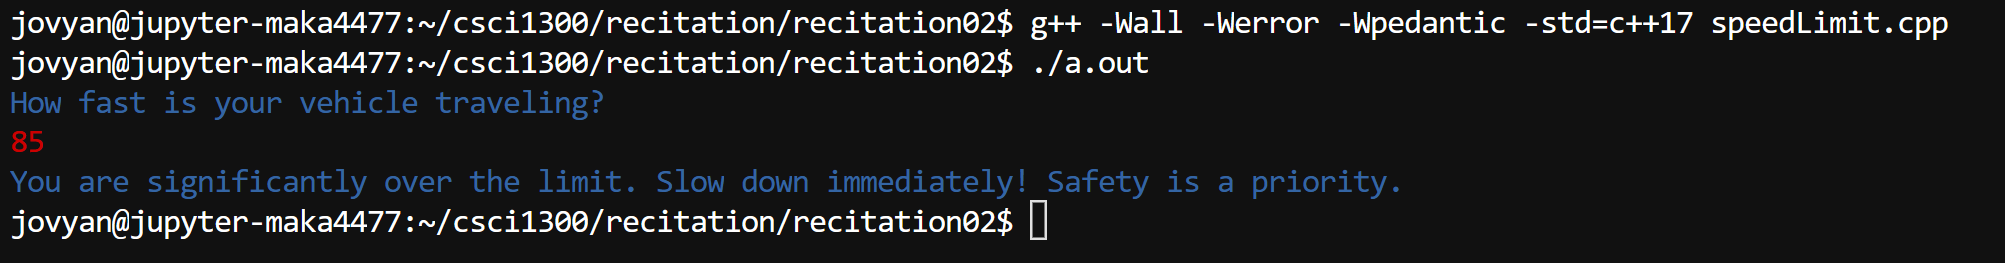 jovyan@jupyter-maka4477:~/csci1300/recitation/recitation02$ g++ -Wall -Werror -Wpedantic -std=c++17 speedLimit.cpp
jovyan@jupyter-maka4477:~/csci1300/recitation/recitation02$ ./a.out
How fast is your vehicle traveling?
85
You are significantly over the limit. Slow down immediately! Safety is a priority.
jovyan@jupyter-maka4477:~/csci1300/recitation/recitation02$